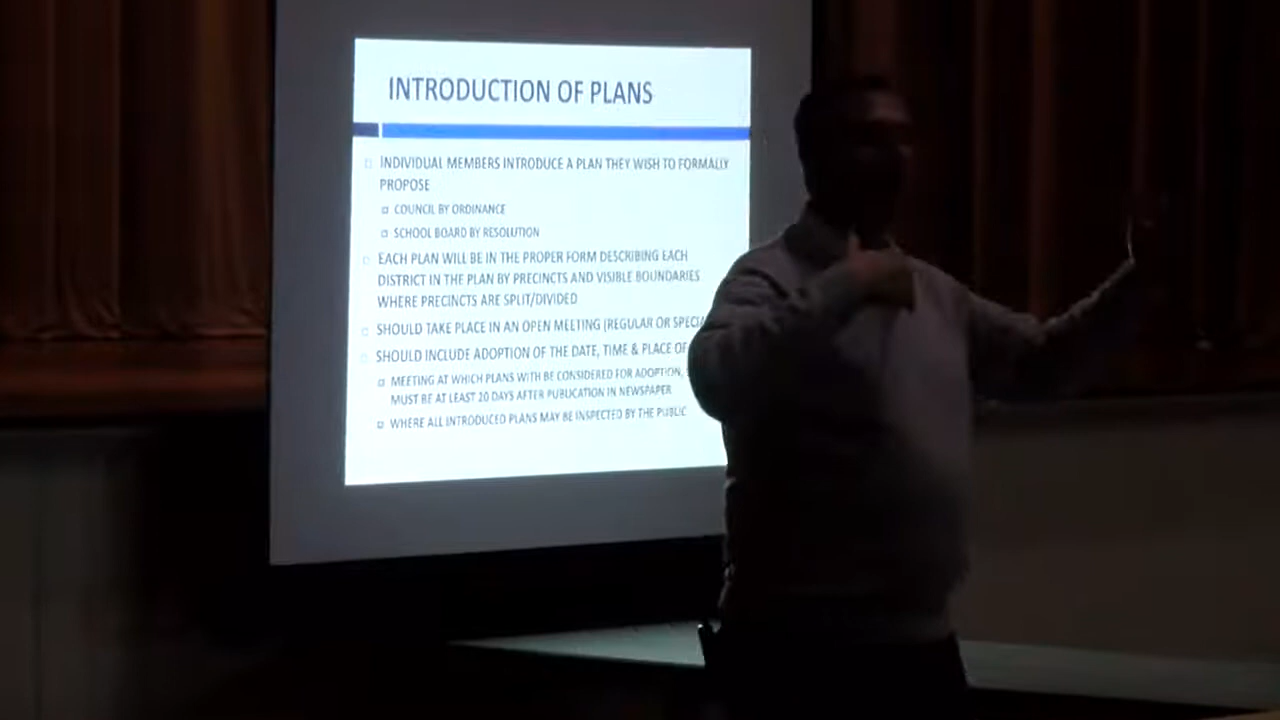 INTRODUCTION OF PLANS
INDIVIDUAL MEMBERS INTRODUCE A PLAN THEY WISH TO FORMALLY
PROPOSE
COUNCIL BY ORDINANCE
SCHOOL BOARD BY RESOLUTION
EACH PLAN WILL BE IN THE PROPER FORM DESCRIBING EACH
DISTRICT IN THE PLAN BY PRECINCTS AND VISIBLE BOUNDARIES
WHERE PRECINCTS ARE SPLIT/DIVIDED
SHOULD TAKE PLACE IN AN OPEN MEETING (REGULAR OR
SHOULD INCLUDE ADOPTION OF THE DATE, TIME & PLACE OF
MEETING AT WHICH PLANS WITH BE CONSIDERED FOR ADOPTION,
MUST BE AT LEAST 20 DAYS AFTER PUBLICATION IN NEWSPAPER
WHERE ALL INTRODUCED PLANS MAY BE INSPECTED BY THE PUBLIC